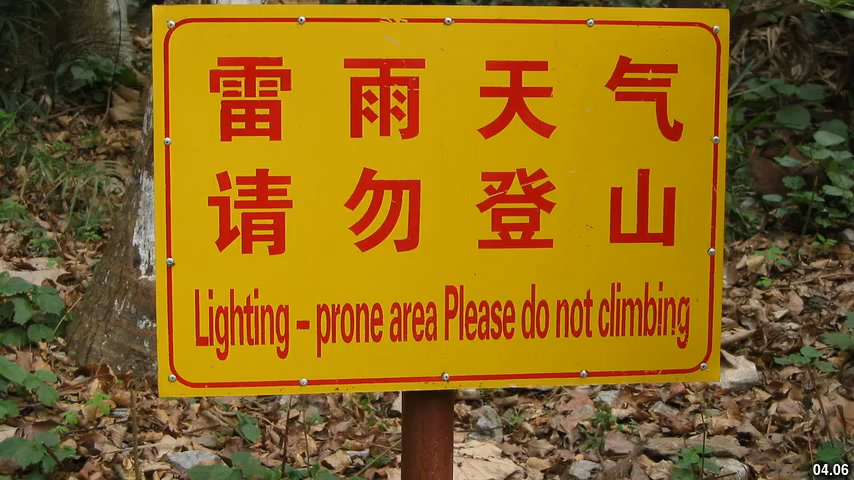 雷雨天气
请勿登山
Lighting - prone area Please do not climbing
04.06